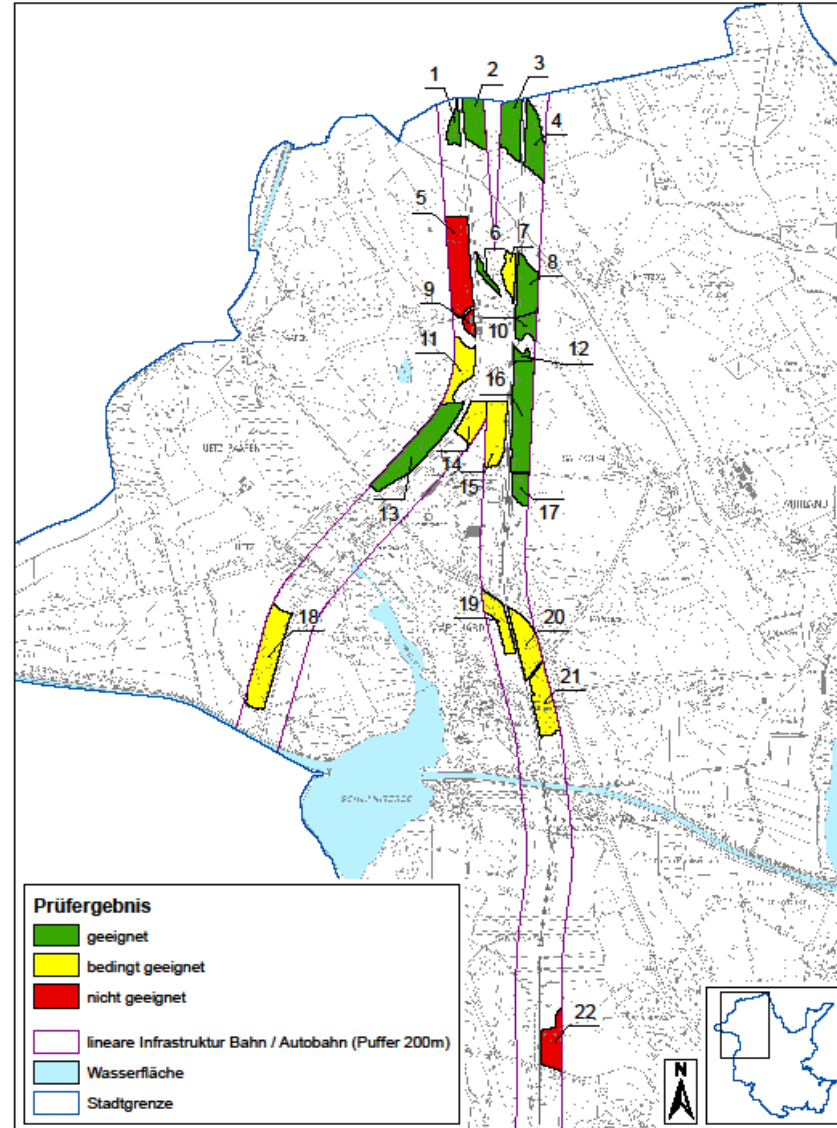 1
2
3
4
5
6
7
8
9
10
11
12
16
14
15
13
17
18
19
20
21
22
Prüfergebnis
geeignet
bedingt geeignet
nicht geeignet
lineare Infrastruktur Bahn / Autobahn (Puffer 200m)
Wasserfläche
Stadtgrenze
N